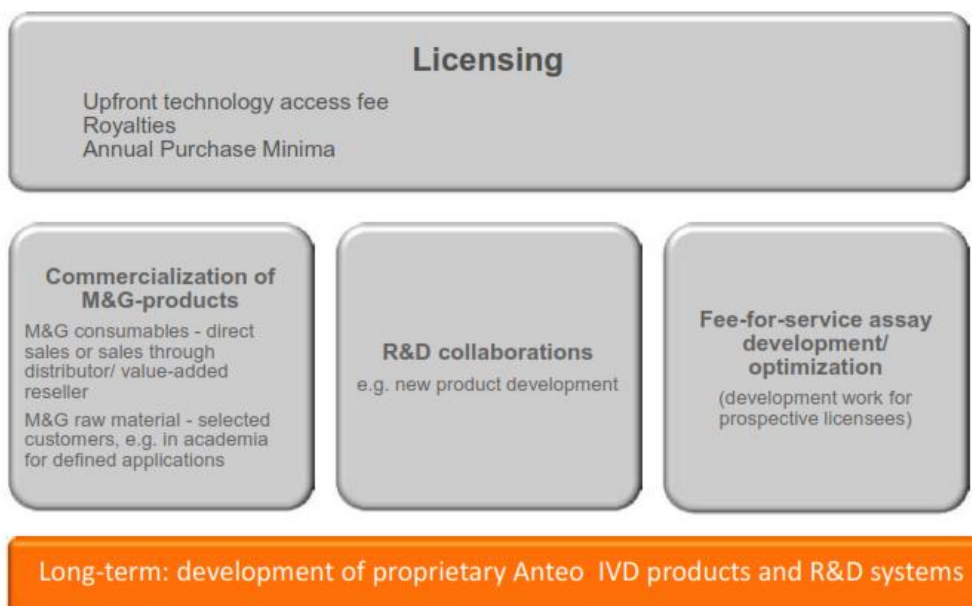 Licensing
Upfront technology access fee
Royalties
Annual Purchase Minima
Commercialization of
M&G-products
M&G consumables - direct
sales or sales through
distributor/ value-added
reseller
M&G raw material - selected
customers, e.g. in academia
for defined applications
R&D collaborations
e.g. new product development
Fee-for-service assay
development/
optimization
(development work for
prospective licensees)
Long-term: development of proprietary Anteo IVD products and R&D systems